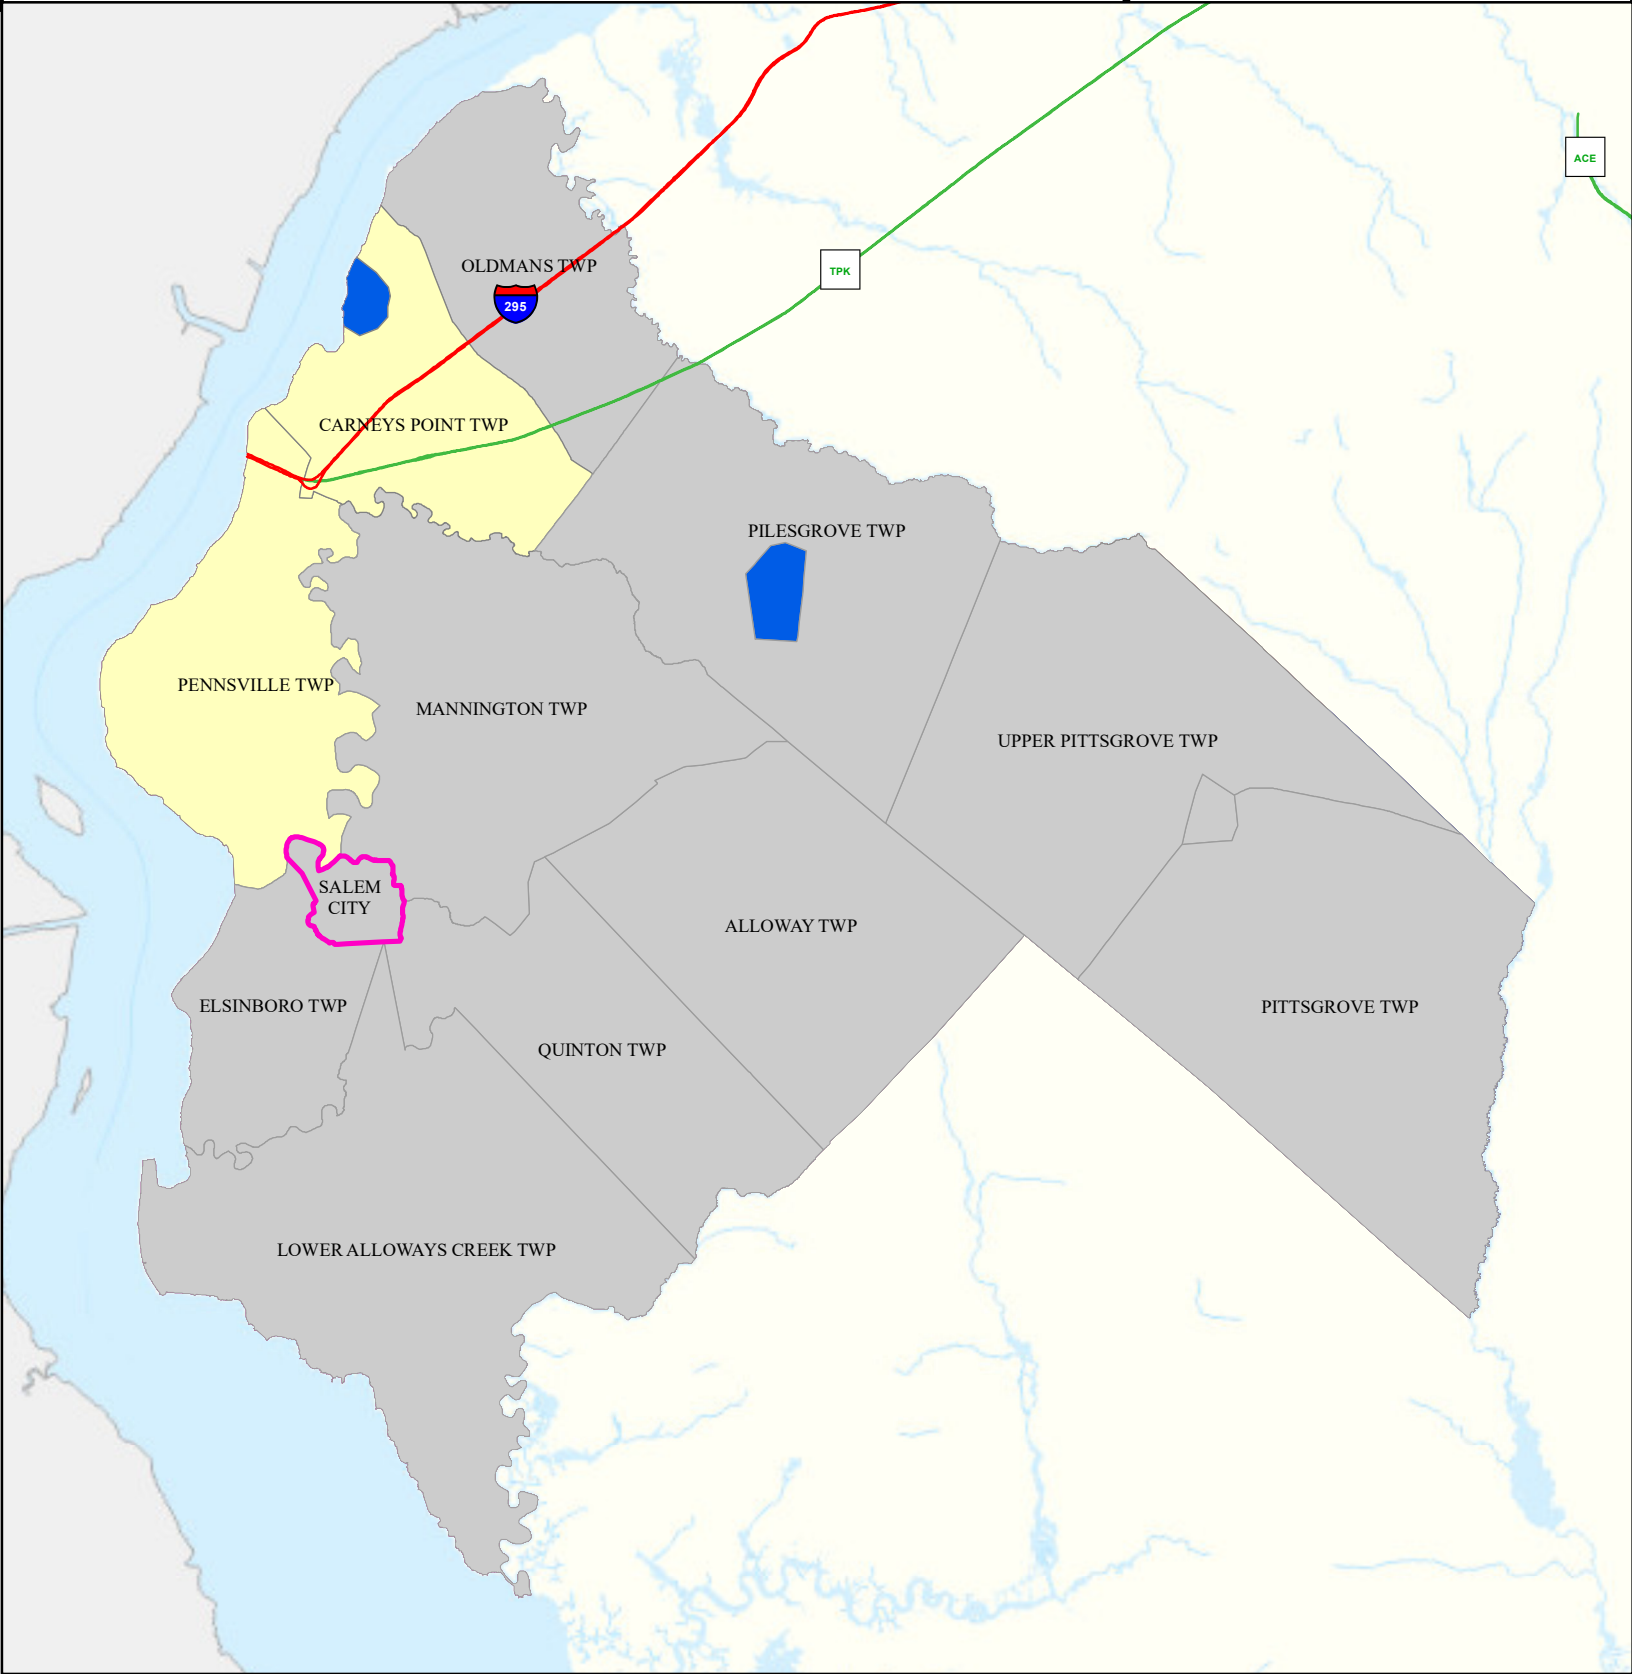 ACE
OLDMANS TWP
TPK
295
CARNEYS POINT TWP
PILESGROVE TWP
PENNSVILLE TWP
MANNINGTON TWP
UPPER PITTSGROVE TWP
SALEM
CITY
ALLOWAY TWP
ELSINBORO TWP
PITTSGROVE TWP
QUINTON TWP
LOWER ALLOWAYS CREEK TWP